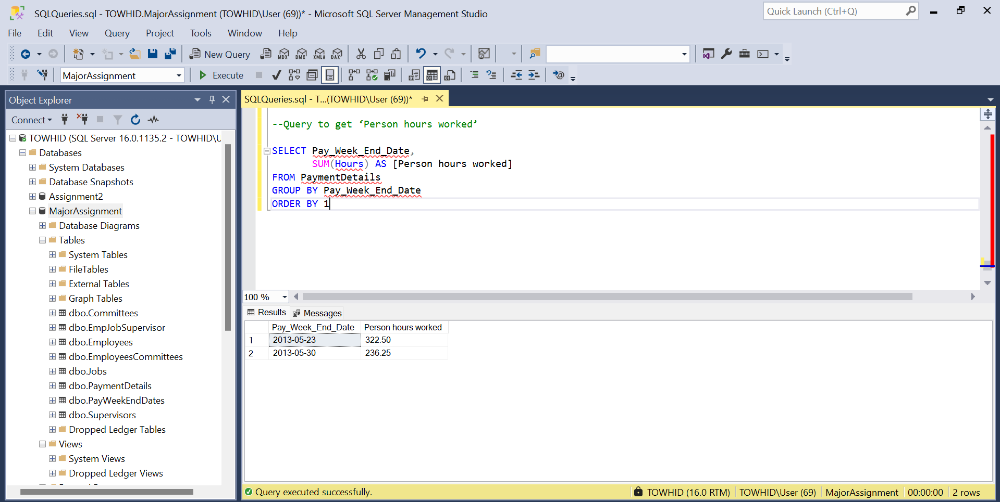 SQLQueries.sql - TOWHID.MajorAssignment (TOWHID\User (69))* - Microsoft SQL Server Management Studio
Quick Launch (Ctrl+Q)
File Edit View Query Project Tools Window Help
New Query MDX DMX XMLA DAX
MajorAssignment Execute
Object Explorer
Connect
TOWHID (SQL Server 16.0.1135.2 - TOWHID\U
Databases
System Databases
Database Snapshots
Assignment2
MajorAssignment
Database Diagrams
Tables
System Tables
FileTables
External Tables
Graph Tables
dbo.Committees
dbo.EmpJobSupervisor
dbo.Employees
dbo.EmployeesCommittees
dbo.Jobs
dbo.PaymentDetails
dbo.PayWeekEndDates
dbo.Supervisors
Dropped Ledger Tables
Views
System Views
Dropped Ledger Views
SQLQueries.sql - T...(TOWHID\User (69))*
--Query to get ‘Person hours worked’
SELECT Pay_Week_End_Date,
SUM(Hours) AS [Person hours worked]
FROM PaymentDetails
GROUP BY Pay_Week_End_Date
ORDER BY 1
100 %
Results Messages
Pay_Week_End_Date Person hours worked
1 2013-05-23 322.50
2 2013-05-30 236.25
Query executed successfully. TOWHID (16.0 RTM) TOWHID\User (69) MajorAssignment 00:00:00 2 rows